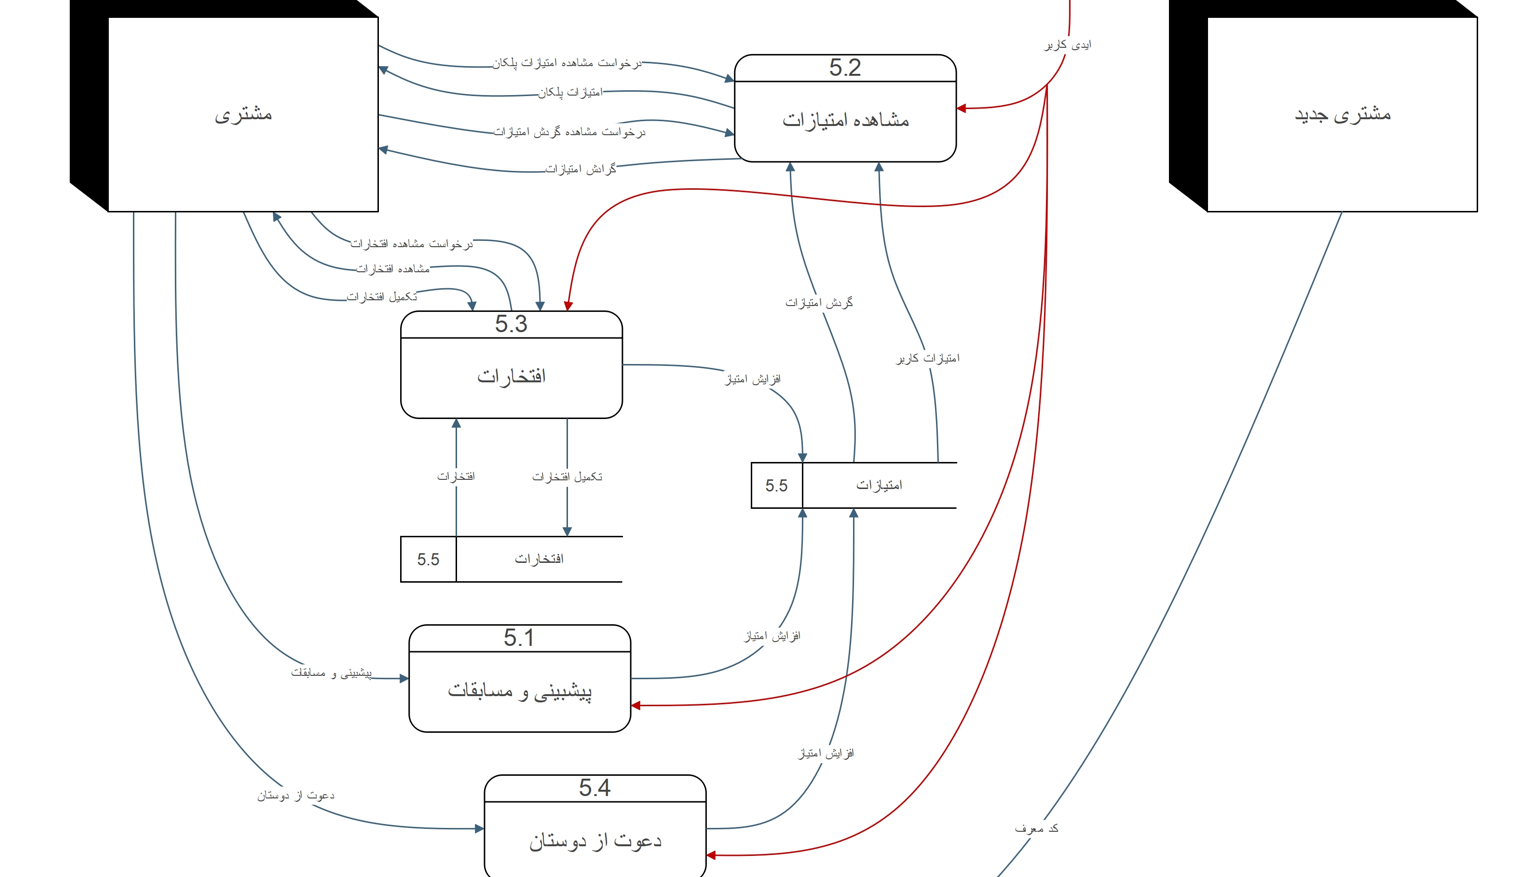 ایدی کاربر
5.2
مشاهده امتیازات
مشتری
مشتری جدید
درخواست مشاهده امتیازات پلکان
امتیازات پلکان
درخواست مشاهده گردش امتیازات
گرادش امتیازات
درخواست مشاهده افتخارات
مشاهده افتخارات
تکمیل افتخارات
5.3
افتخارات
گردش امتیازات
امتیازات کاربر
افزایش امتیاز
افتخارات
تکمیل افتخارات
5.5
امتیازات
5.5
افتخارات
5.1
پیشبینی و مسابقات
افزایش امتیاز
پیشبینی و مسابقات
افزایش امتیاز
5.4
دعوت از دوستان
دعوت از دوستان
کد معرف